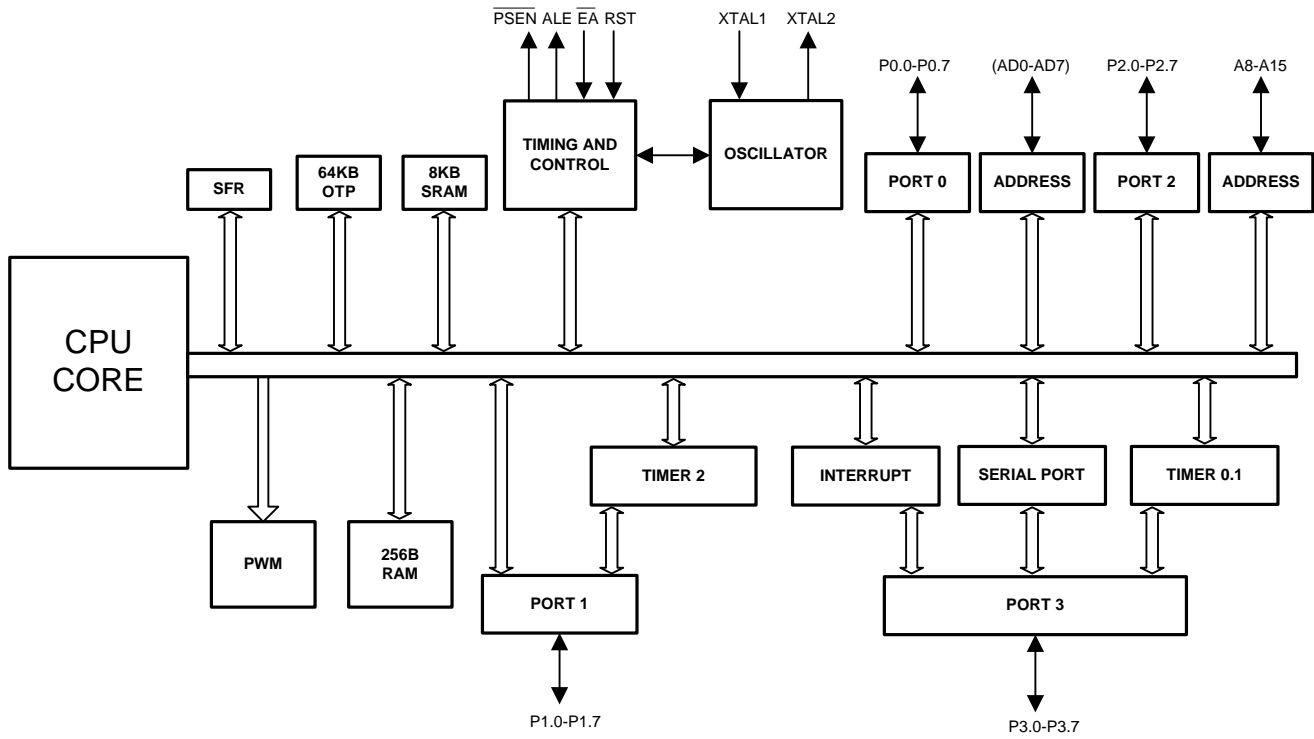 PSEN ALE EA RST
XTAL1
XTAL2
P0.0-P0.7
(AD0-AD7)
P2.0-P2.7
A8-A15
TIMING AND
CONTROL
OSCILLATOR
SFR
64KB
OTP
8KB
SRAM
PORT 0
ADDRESS
PORT 2
ADDRESS
CPU
CORE
TIMER 2
INTERRUPT
SERIAL PORT
TIMER 0.1
PWM
256B
RAM
PORT 1
PORT 3
P1.0-P1.7
P3.0-P3.7